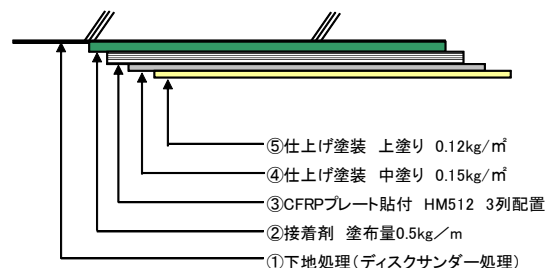 ⑤仕上げ塗装 上塗り 0.12kg/㎡
④仕上げ塗装 中塗り 0.15kg/㎡
③CFRPプレート貼付 HM512 3列配置
②接着剤 塗布量0.5kg/m
①下地処理(ディスクサンダー処理)